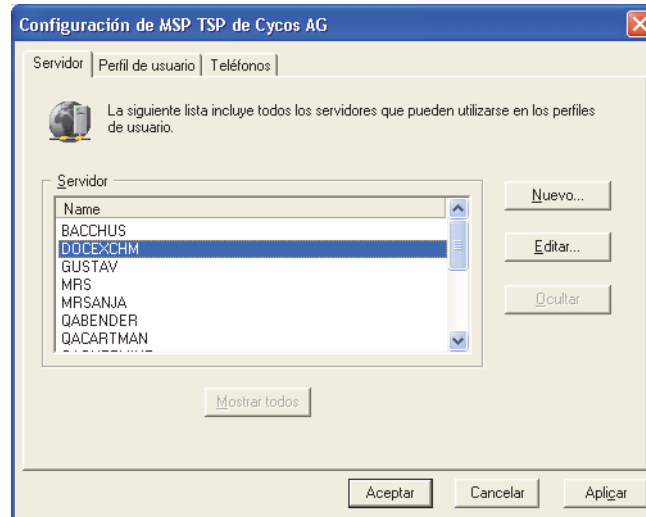 Configuración de MSP TSP de Cycos AG
Servidor
Perfil de usuario
Teléfonos
La siguiente lista incluye todos los servidores que pueden utilizarse en los perfiles
de usuario.
Servidor
Name
BACCHUS
DOCEXCHM
GUSTAV
MRS
MRSANJA
QABENDER
QACARTMAN
Nuevo...
Editar...
Ocultar
Mostrar todos
Aceptar
Cancelar
Aplicar